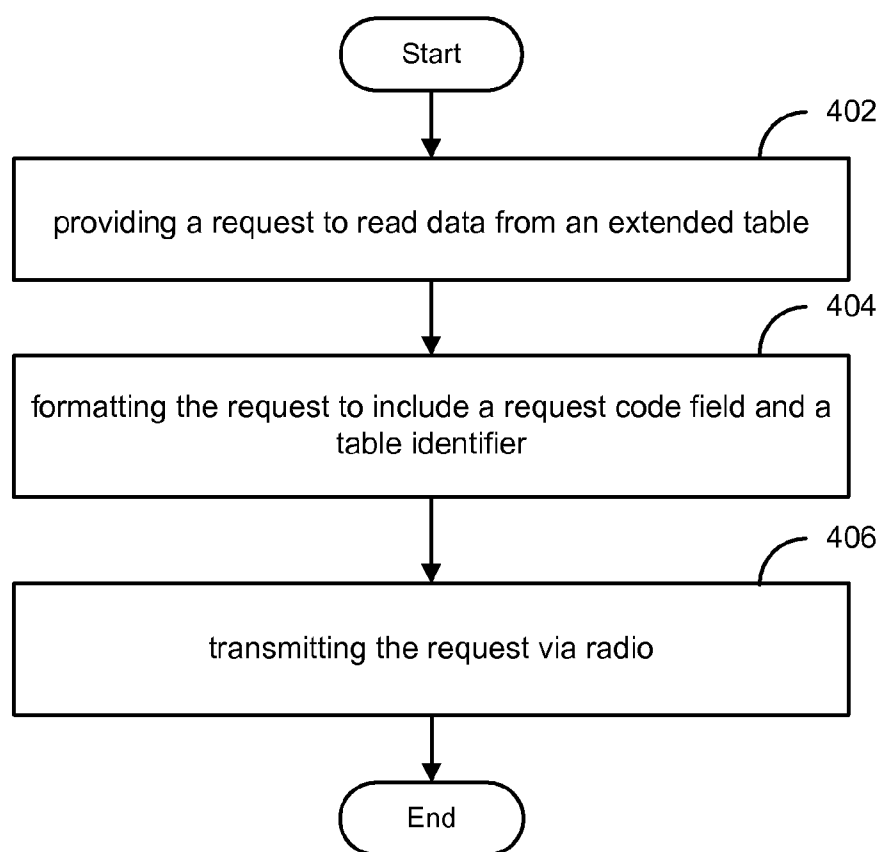 Start
402
providing a request to read data from an extended table
404
formatting the request to include a request code field and a
table identifier
406
transmitting the request via radio
End